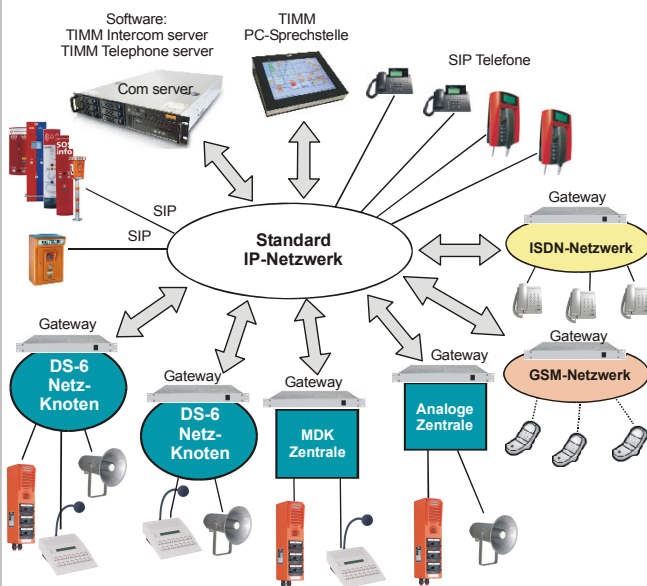 Software:
TIMM Intercom server
TIMM Telephone server
Com server
TIMM
PC-Sprechstelle
SIP Telefone
SOS
info
SIP
SIP
Standard
IP-Netzwerk
Gateway
ISDN-Netzwerk
Gateway
GSM-Netzwerk
Gateway
DS-6
Netz-
Knoten
Gateway
DS-6
Netz-
Knoten
Gateway
MDK
Zentrale
Gateway
Analoge
Zentrale